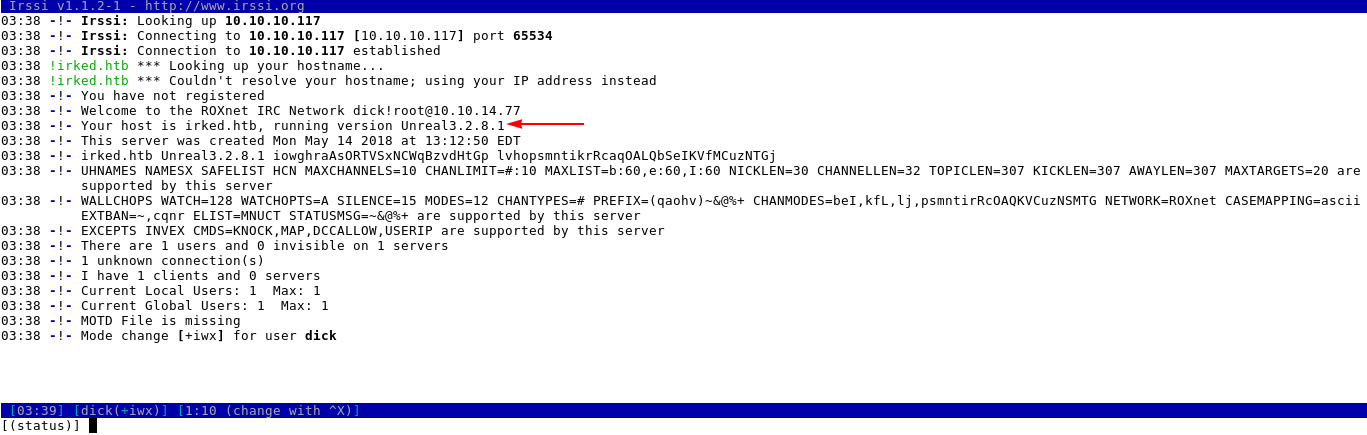 Irssi v1.1.2-1 - http://www.irssi.org
03:38 -!- Irssi: Looking up 10.10.10.117
03:38 -!- Irssi: Connecting to 10.10.10.117 [10.10.10.117] port 65534
03:38 -!- Irssi: Connection to 10.10.10.117 established
03:38 !irked.htb *** Looking up your hostname...
03:38 !irked.htb *** Couldn't resolve your hostname; using your IP address instead
03:38 -!- You have not registered
03:38 -!- Welcome to the ROXnet IRC Network dick!root@10.10.14.77
03:38 -!- Your host is irked.htb, running version Unreal3.2.8.1
03:38 -!- This server was created Mon May 14 2018 at 13:12:50 EDT
03:38 -!- irked.htb Unreal3.2.8.1 iowghraAsORTVSxNCWqBzvdHtGp lvhopsmntikrRcaqOALQbSeIKVfMCuzNTGj
03:38 -!- UHNAMES NAMESX SAFELIST HCN MAXCHANNELS=10 CHANLIMIT=#:10 MAXLIST=b:60,e:60,I:60 NICKLEN=30 CHANNELLEN=32 TOPICLEN=307 KICKLEN=307 AWAYLEN=307 MAXTARGETS=20 are
supported by this server
03:38 -!- WALLCHOPS WATCH=128 WATCHOPTS=A SILENCE=15 MODES=12 CHANTYPES=# PREFIX=(qaohv)~&@%+ CHANMODES=beI,kfL,lj,psmntirRcOAQKVCuzNSMTG NETWORK=ROXnet CASEMAPPING=ascii
EXTBAN=~,cqnr ELIST=MNUCT STATUSMSG=~&@%+ are supported by this server
03:38 -!- EXCEPTS INVEX CMDS=KNOCK,MAP,DCCALLOW,USERIP are supported by this server
03:38 -!- There are 1 users and 0 invisible on 1 servers
03:38 -!- 1 unknown connection(s)
03:38 -!- I have 1 clients and 0 servers
03:38 -!- Current Local Users: 1  Max: 1
03:38 -!- Current Global Users: 1  Max: 1
03:38 -!- MOTD File is missing
03:38 -!- Mode change [+iwx] for user dick
[03:39] [dick(+iwx)] [1:10 (change with ^X)]
[(status)]